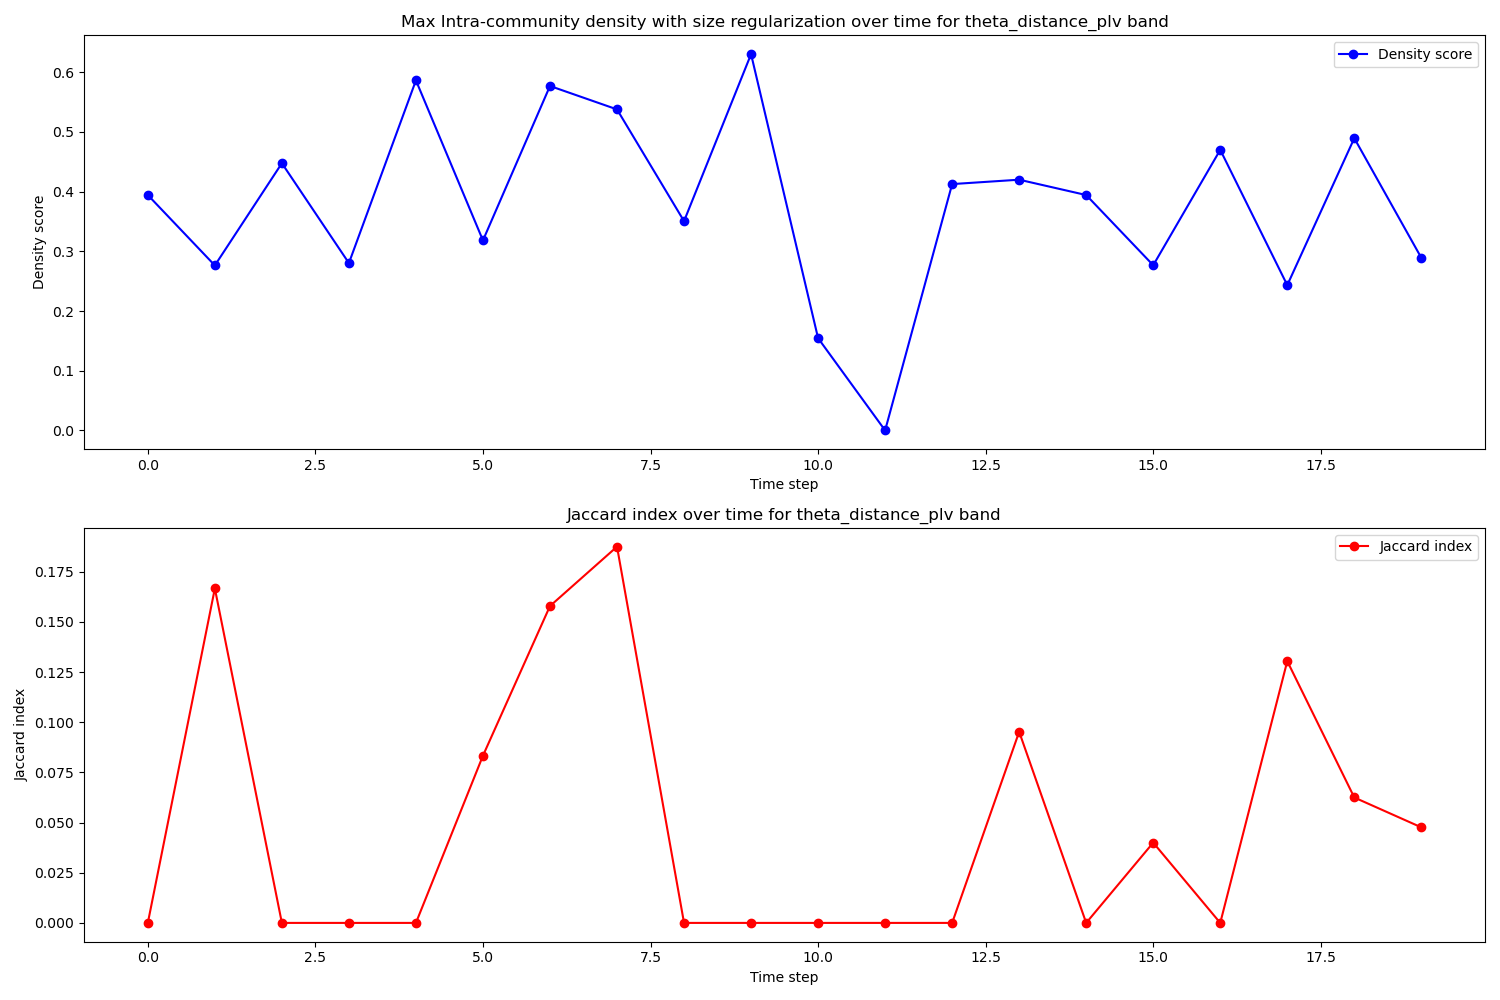 Max Intra-community density with size regularization over time for theta_distance_plv band
Density score
Density score
0.6
0.5
0.4
0.3
0.2
0.1
0.0
0.0 2.5 5.0 7.5 10.0 12.5 15.0 17.5
Time step
Jaccard index over time for theta_distance_plv band
Jaccard index
Jaccard index
0.175
0.150
0.125
0.100
0.075
0.050
0.025
0.000
0.0 2.5 5.0 7.5 10.0 12.5 15.0 17.5
Time step